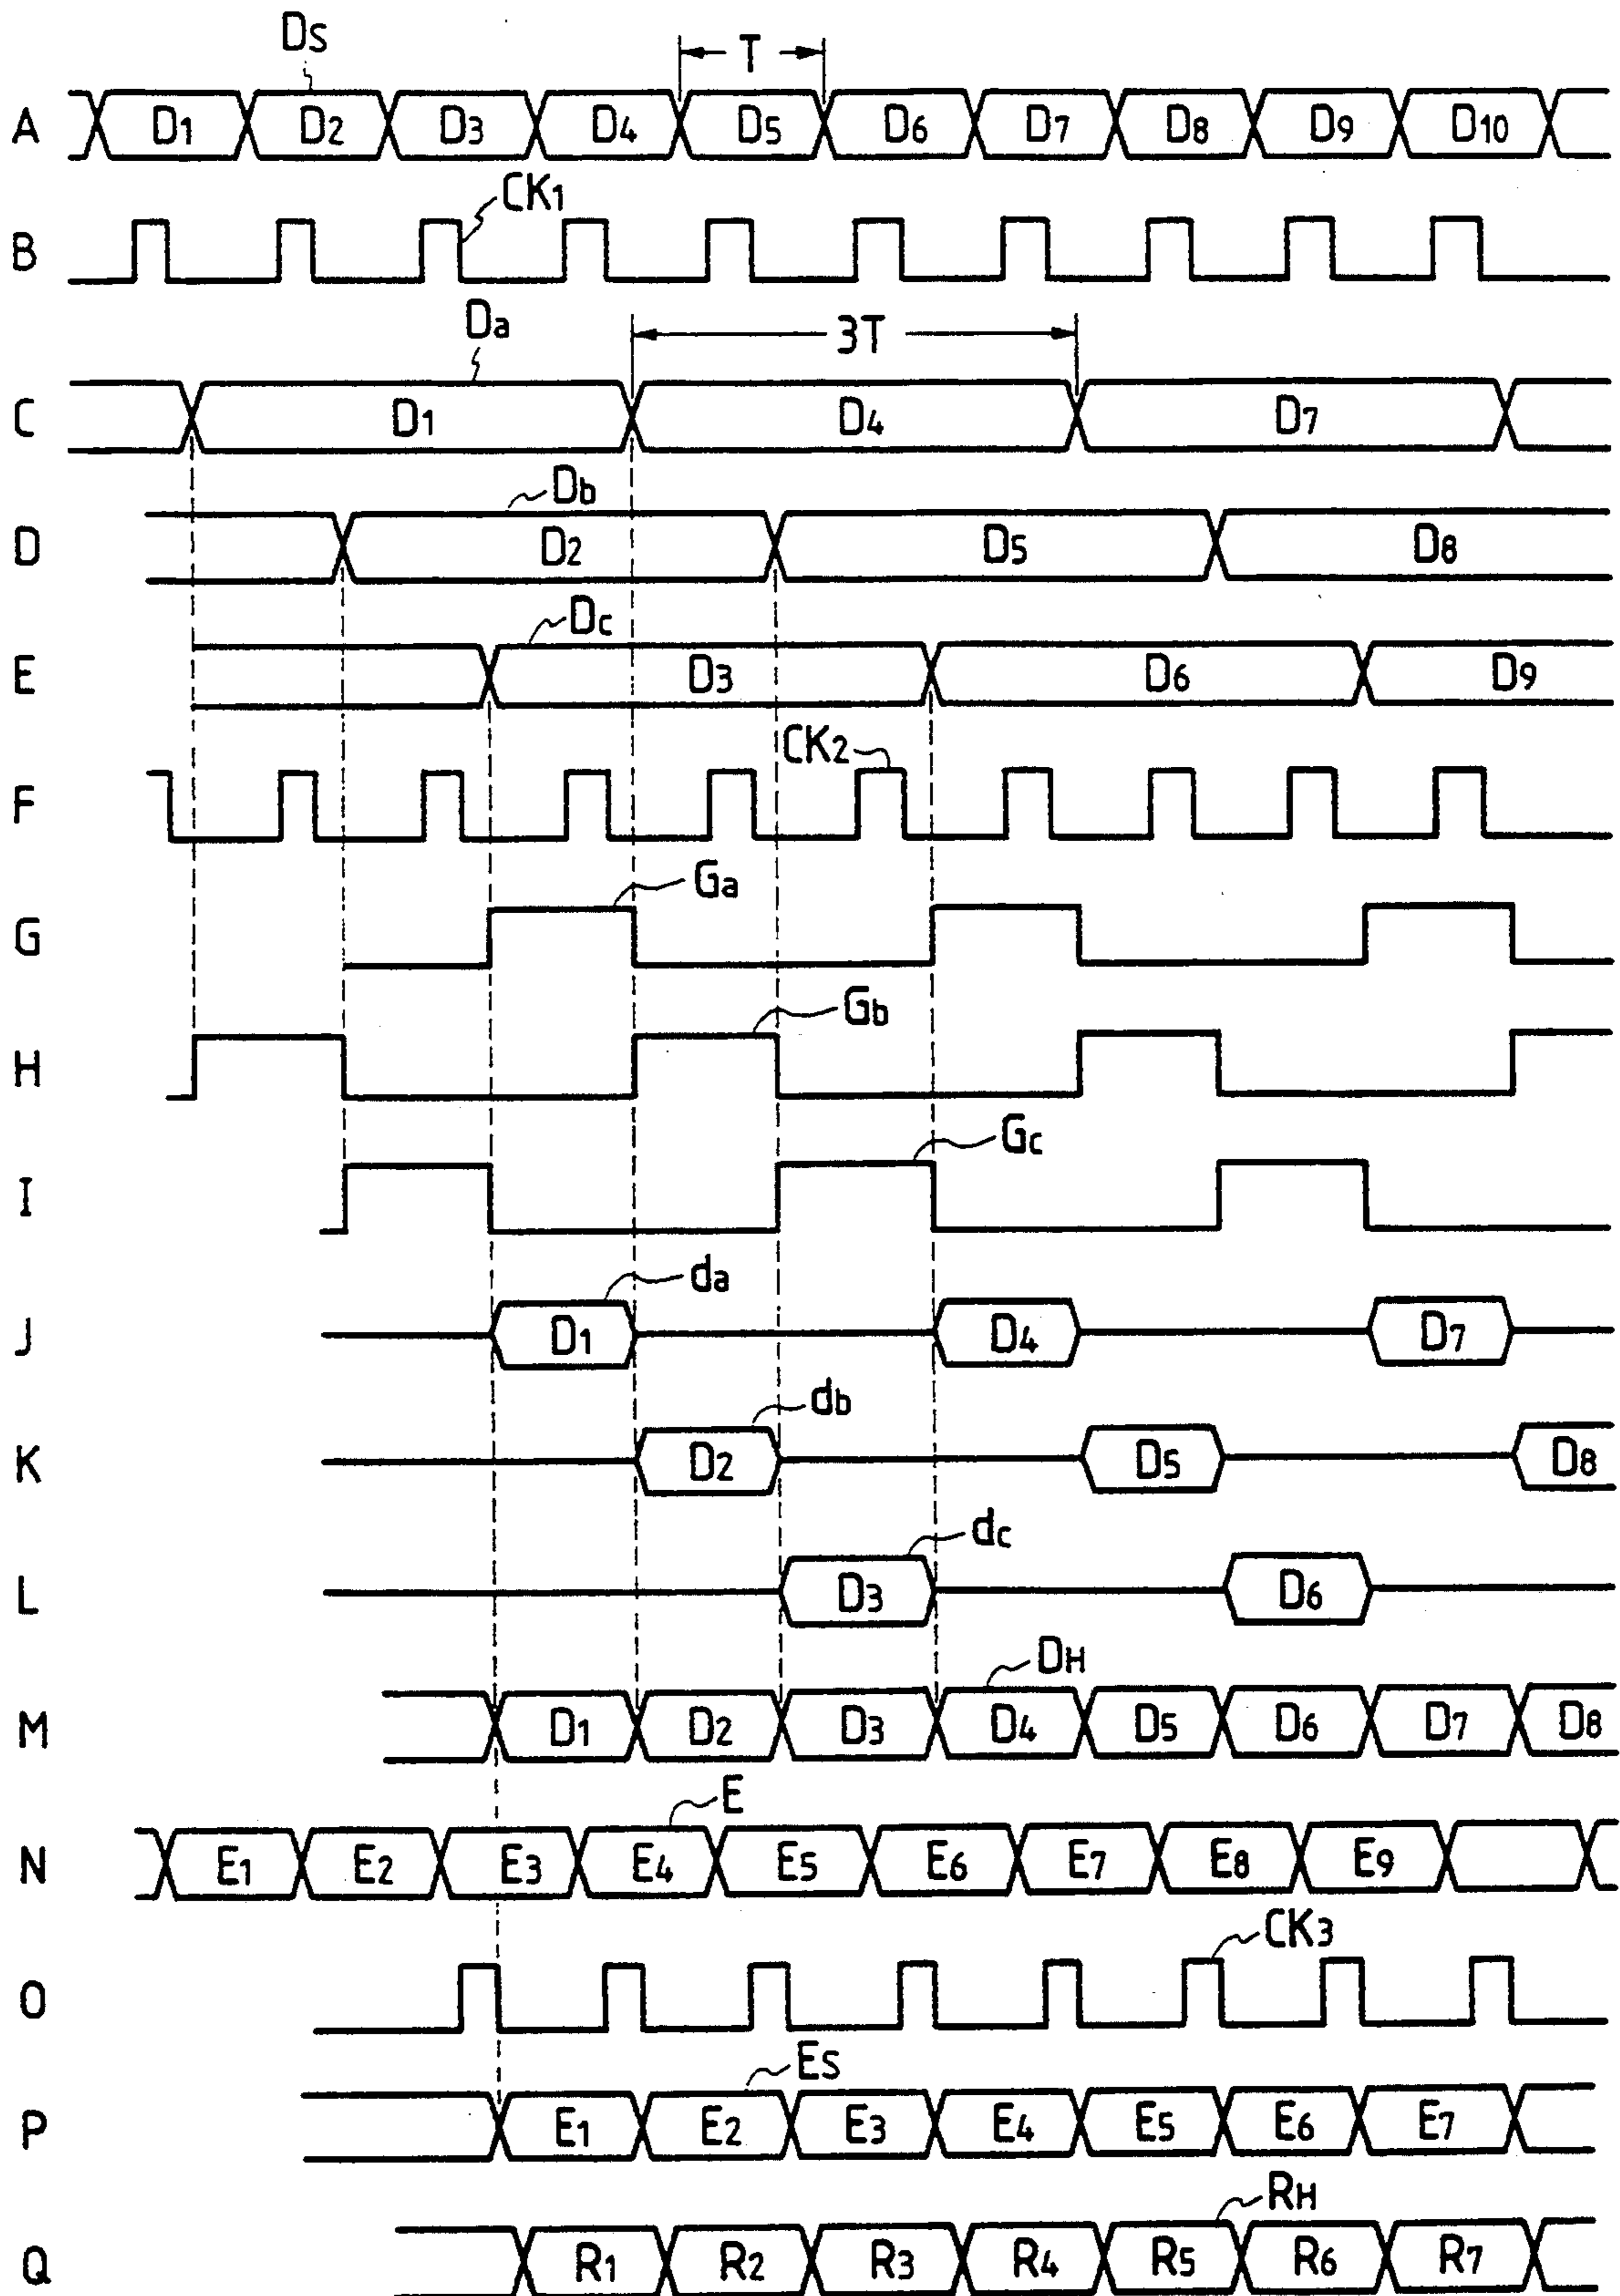 DS
T
A D1 D2 D3 D4 D5 D6 D7 D8 D9 D10
CK1
B
Da
3T
C D1 D4 D7
Db
D D2 D5 D8
Dc
E D3 D6 D9
CK2
F
Ga
G
Gb
H
Gc
I
da
J D1 D4 D7
db
K D2 D5 D8
dc
L D3 D6
DH
M D1 D2 D3 D4 D5 D6 D7 D8
E
N E1 E2 E3 E4 E5 E6 E7 E8 E9
CK3
O
ES
P E1 E2 E3 E4 E5 E6 E7
RH
Q R1 R2 R3 R4 R5 R6 R7